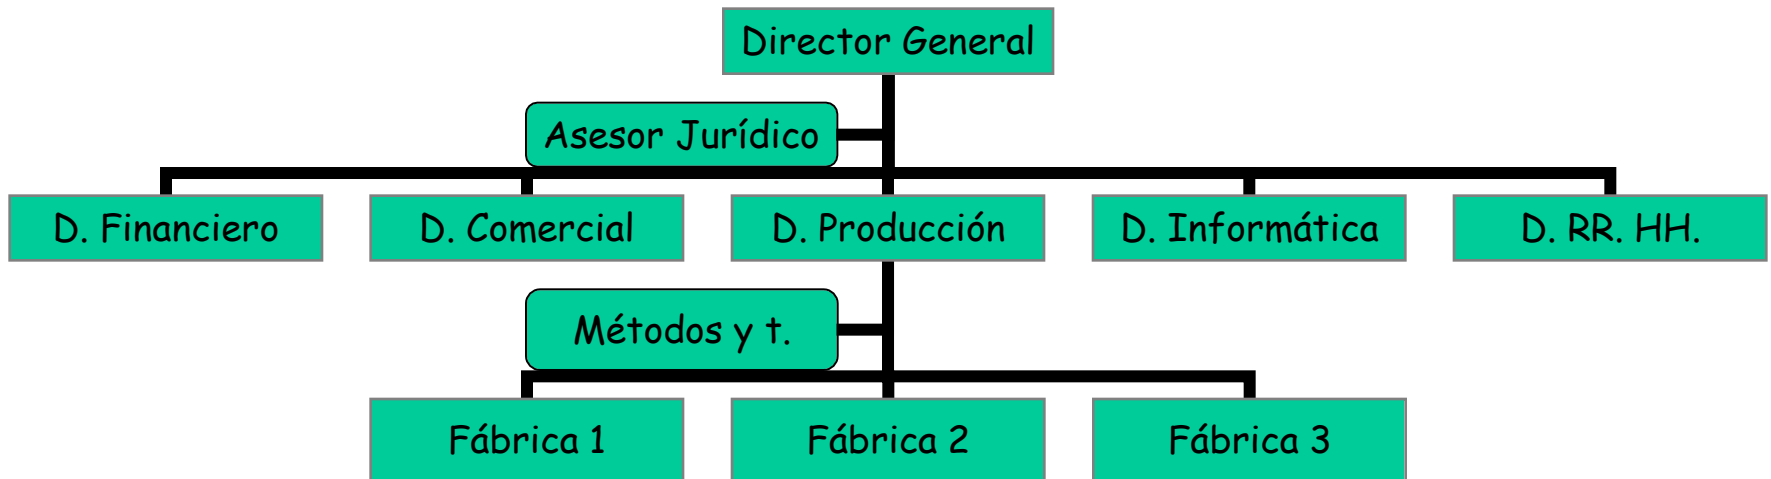 Director General
Asesor Jurídico
D. Financiero
D. Comercial
D. Producción
D. Informática
D. RR. HH.
Métodos y t.
Fábrica 1
Fábrica 2
Fábrica 3